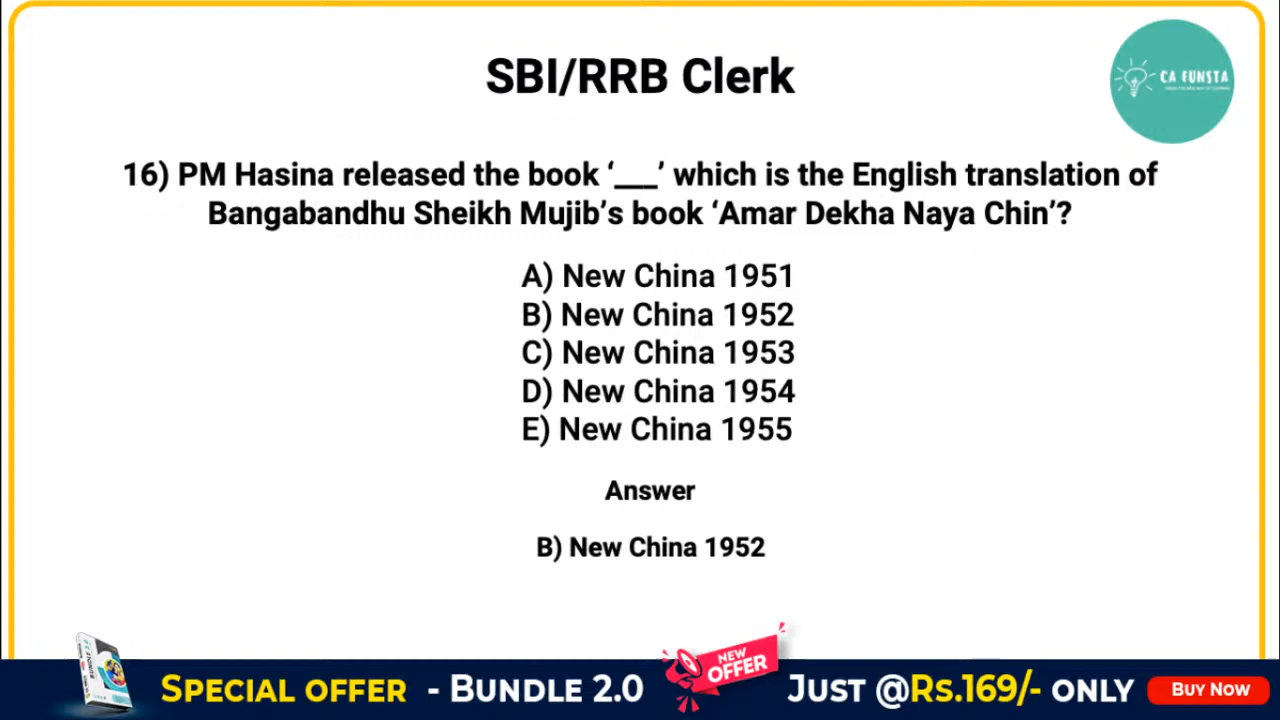 SBI/RRB Clerk
CA FUNSTA
16) PM Hasina released the book ‘___’ which is the English translation of
Bangabandhu Sheikh Mujib’s book ‘Amar Dekha Naya Chin’?
A) New China 1951
B) New China 1952
C) New China 1953
D) New China 1954
E) New China 1955
Answer
B) New China 1952
SPECIAL OFFER - BUNDLE 2.0
NEW
OFFER
JUST @Rs.169/- ONLY
Buy Now